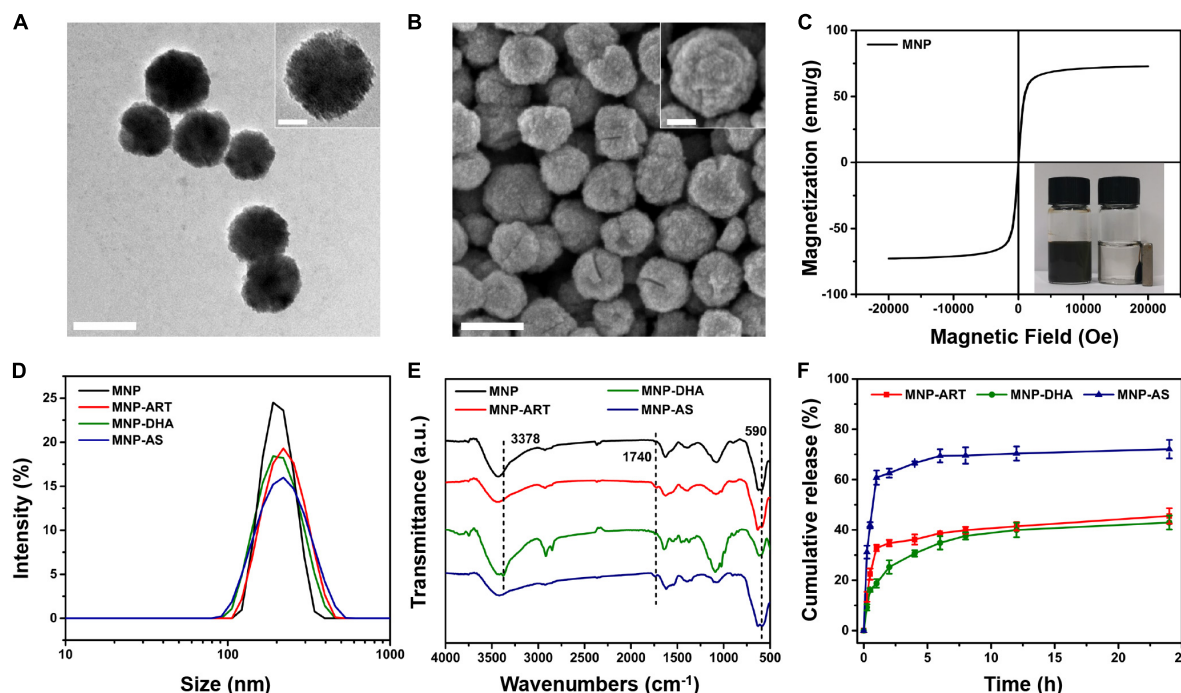 A
B
C
MNP
Magnetization (emu/g)
100
50
0
-50
-100
-20000 -10000 0 10000 20000
Magnetic Field (Oe)
D
MNP
MNP-ART
MNP-DHA
MNP-AS
Intensity (%)
25
20
15
10
5
0
10 100 1000
Size (nm)
E
MNP MNP-DHA
MNP-ART MNP-AS
3378
1740
590
Transmittance (a.u.)
4000 3500 3000 2500 2000 1500 1000 500
Wavenumbers (cm-1)
F
MNP-ART MNP-DHA MNP-AS
Cumulative release (%)
100
80
60
40
20
0
0 5 10 15 20 25
Time (h)